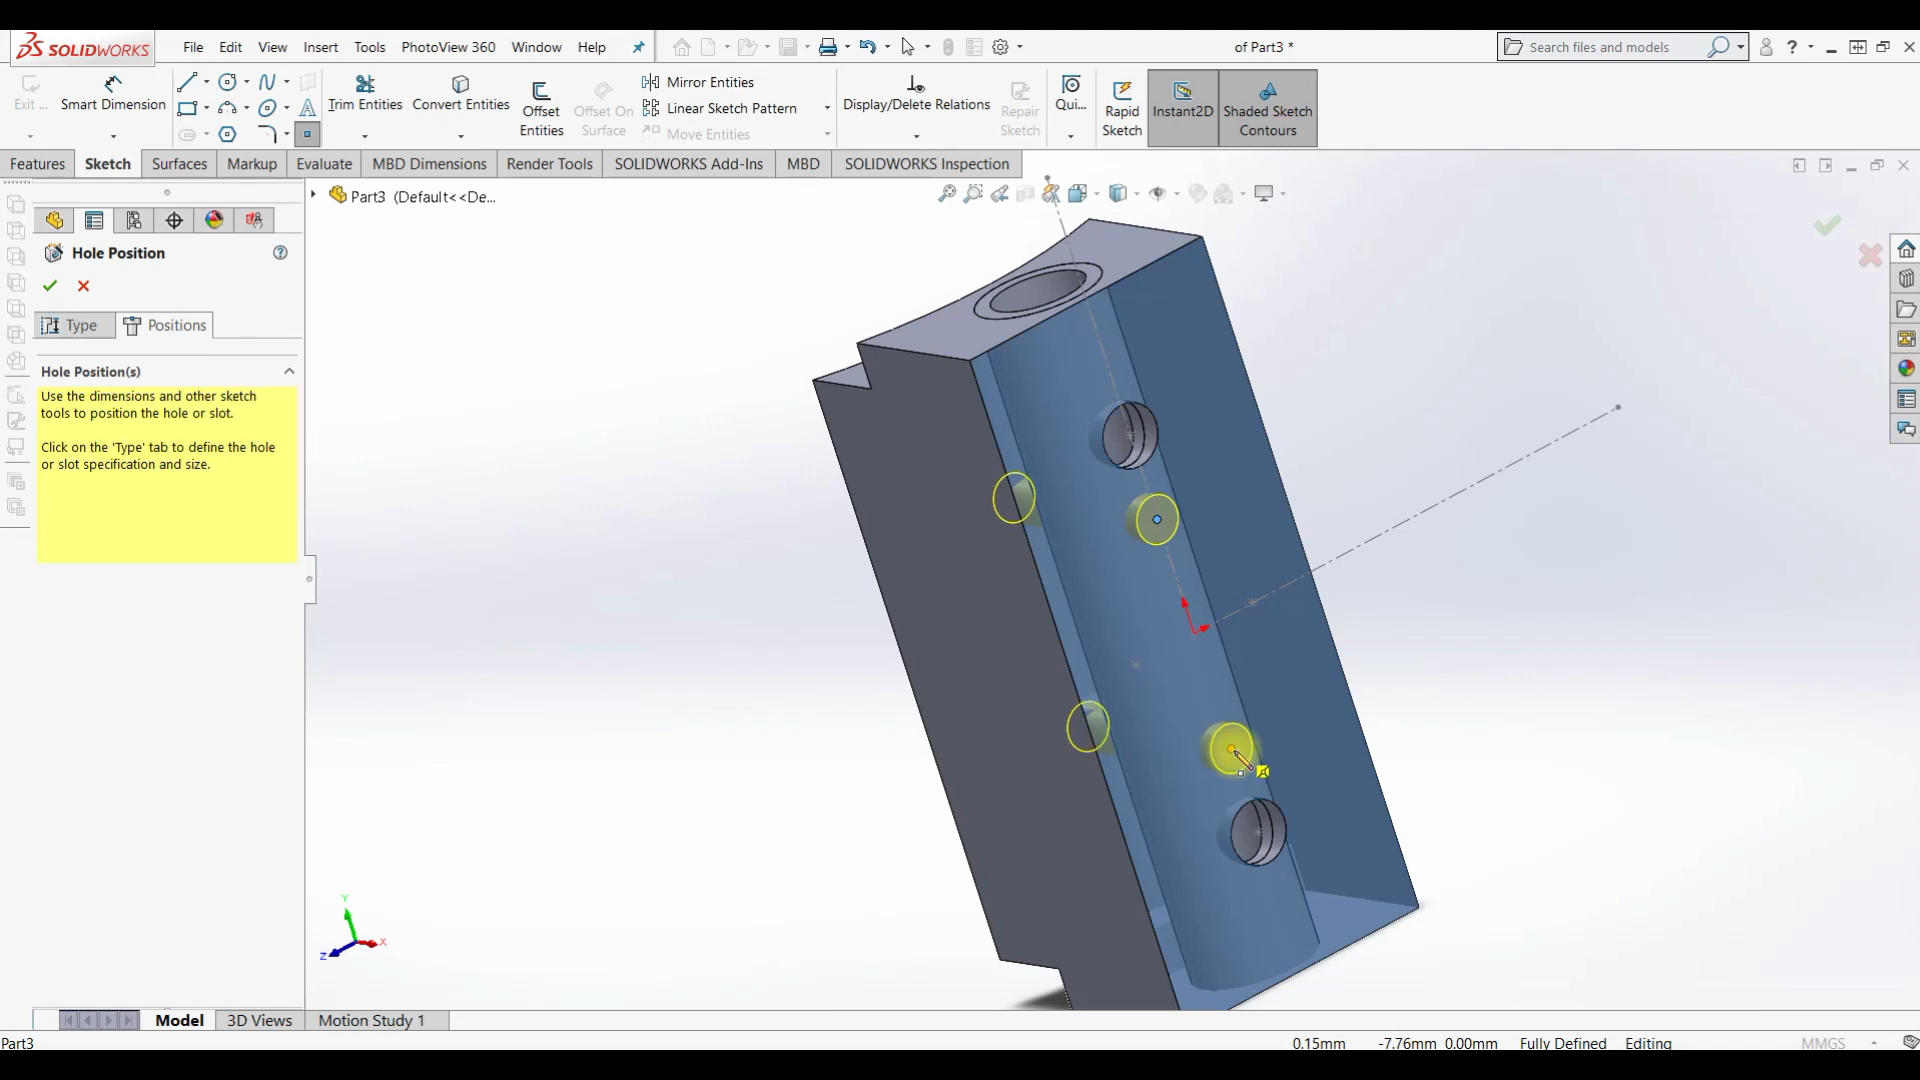 SOLIDWORKS File Edit View Insert Tools PhotoView 360 Window Help of Part3 * Search files and models ?
Exit ... Smart Dimension Trim Entities Convert Entities Offset Entities Offset On Surface Mirror Entities Linear Sketch Pattern Move Entities Display/Delete Relations Repair Sketch Qui... Rapid Sketch Instant2D Shaded Sketch Contours
Features Sketch Surfaces Markup Evaluate MBD Dimensions Render Tools SOLIDWORKS Add-Ins MBD SOLIDWORKS Inspection
Part3 (Default<<De...
Hole Position ?
Type Positions
Hole Position(s)
Use the dimensions and other sketch
tools to position the hole or slot.
Click on the 'Type' tab to define the hole
or slot specification and size.
Y
X
Z
Model 3D Views Motion Study 1
Part3 0.15mm -7.76mm 0.00mm Fully Defined Editing MMGS